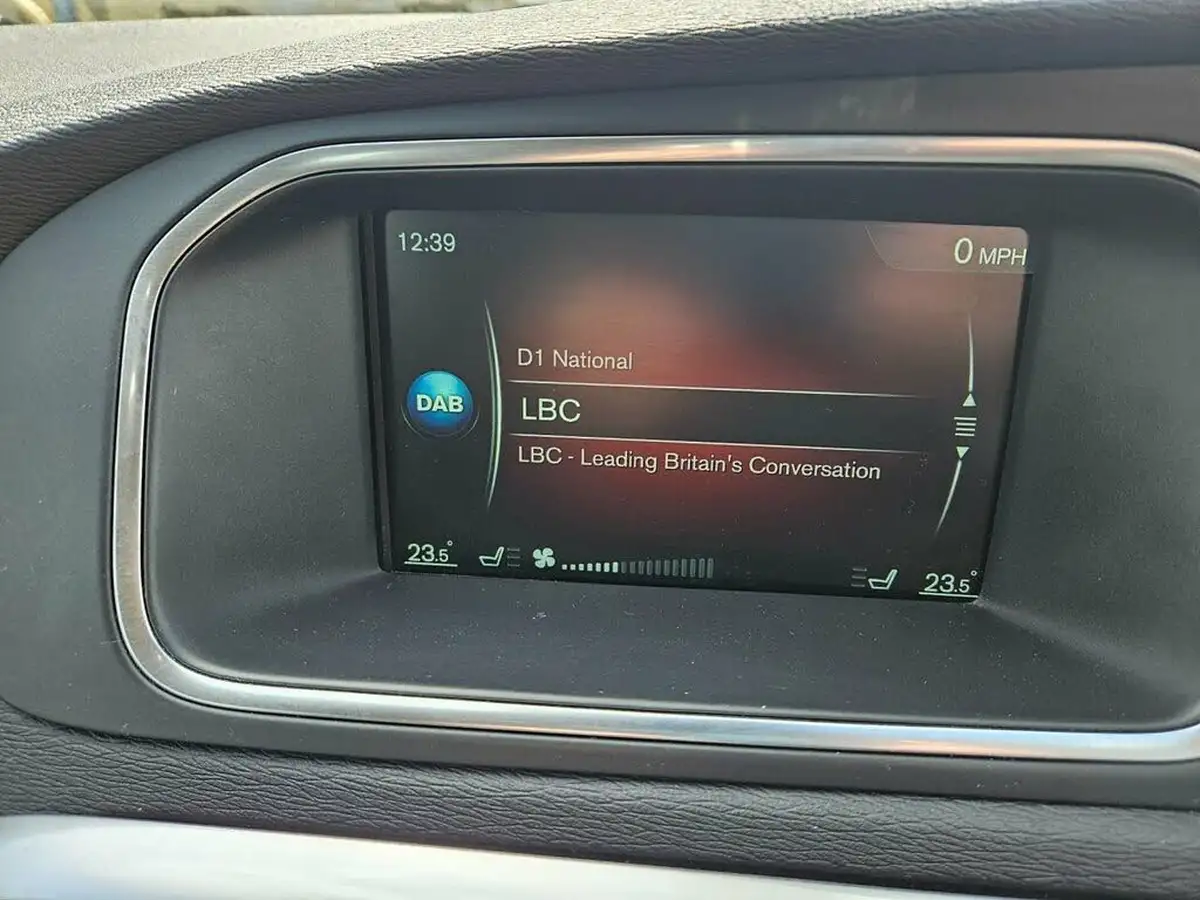 12:39
0 MPH
D1 National
DAB
LBC
LBC - Leading Britain's Conversation
23.5°
23.5°